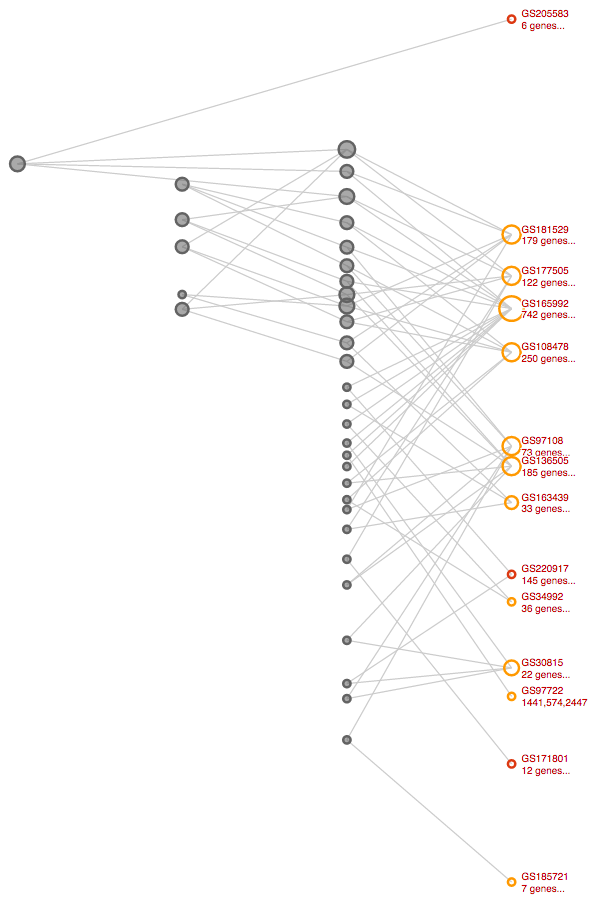 GS205583
6 genes...
GS181529
179 genes...
GS177505
122 genes...
GS165992
742 genes...
GS108478
250 genes...
GS97108
73 genes...
GS136505
185 genes...
GS163439
33 genes...
GS220917
145 genes...
GS34992
36 genes...
GS30815
22 genes...
GS97722
1441,574,2447
GS171801
12 genes...
GS185721
7 genes...